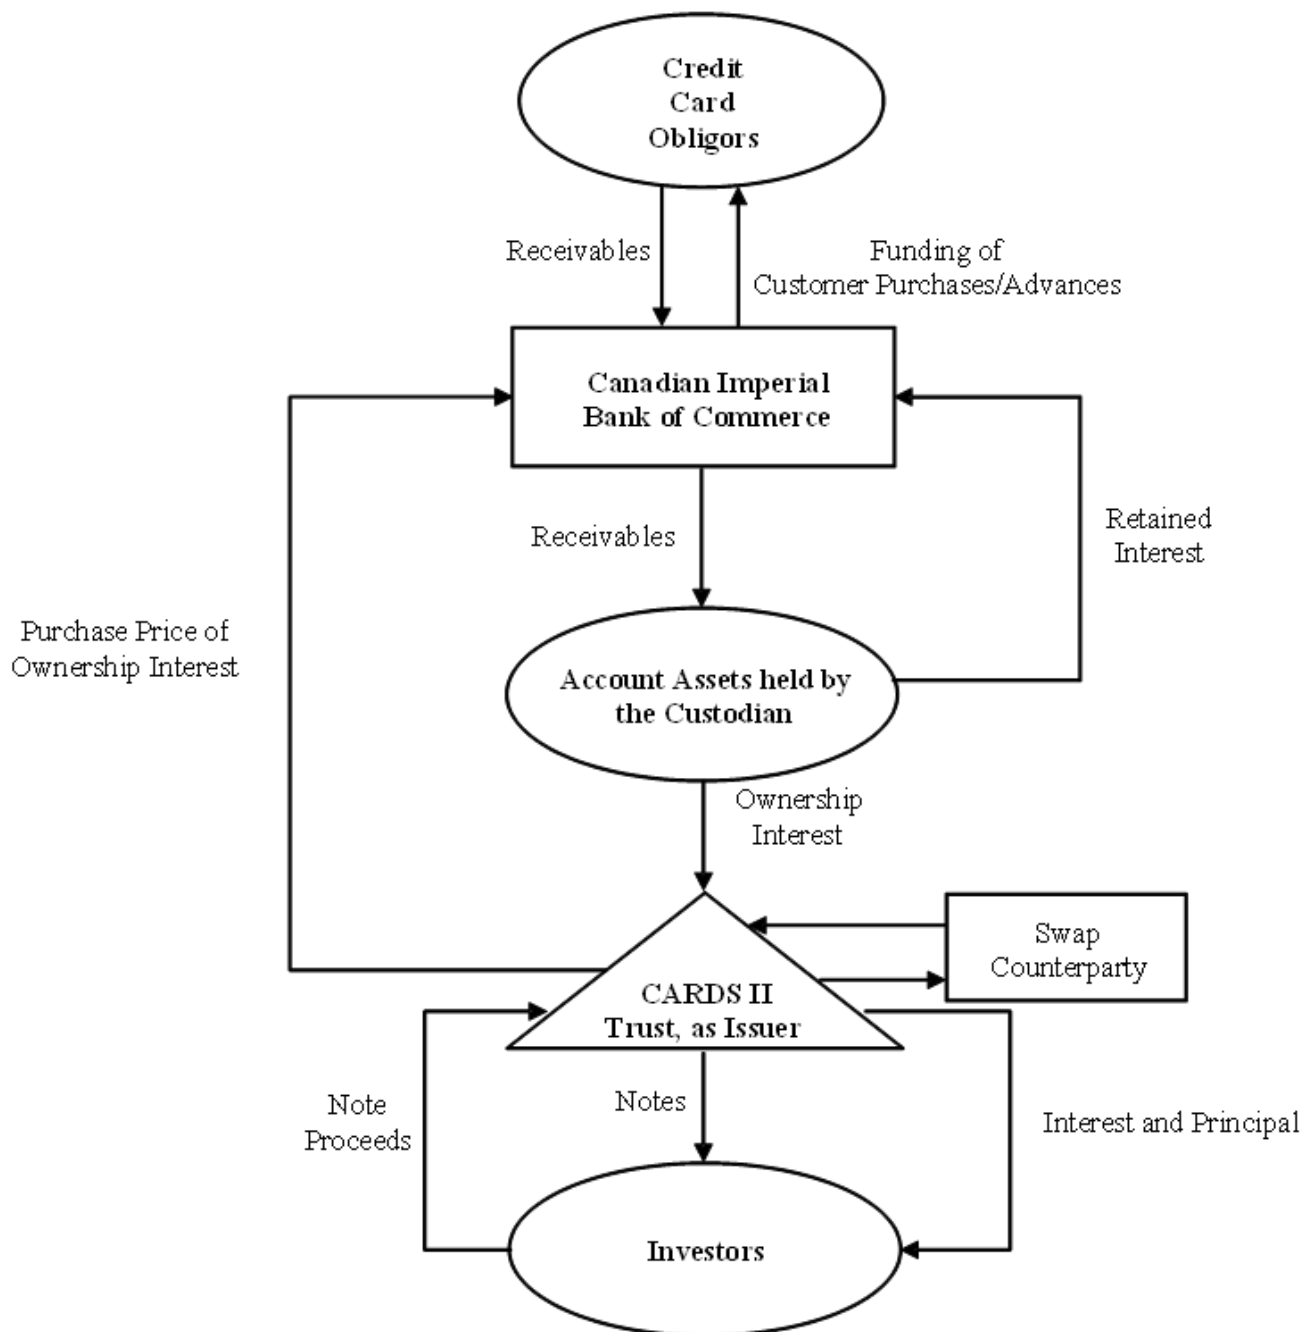 Credit
Card
Obligors
Receivables
Funding of
Customer Purchases/Advances
Canadian Imperial
Bank of Commerce
Receivables
Retained
Interest
Purchase Price of
Ownership Interest
Account Assets held by
the Custodian
Ownership
Interest
Swap
Counterparty
CARDS II
Trust, as Issuer
Note
Proceeds
Notes
Interest and Principal
Investors